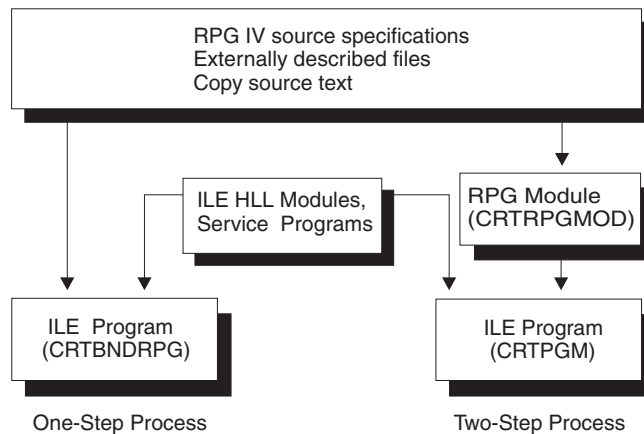 RPG IV source specifications
Externally described files
Copy source text
ILE HLL Modules,
Service Programs
RPG Module
(CRTRPGMOD)
ILE Program
(CRTBNDRPG)
ILE Program
(CRTPGM)
One-Step Process
Two-Step Process